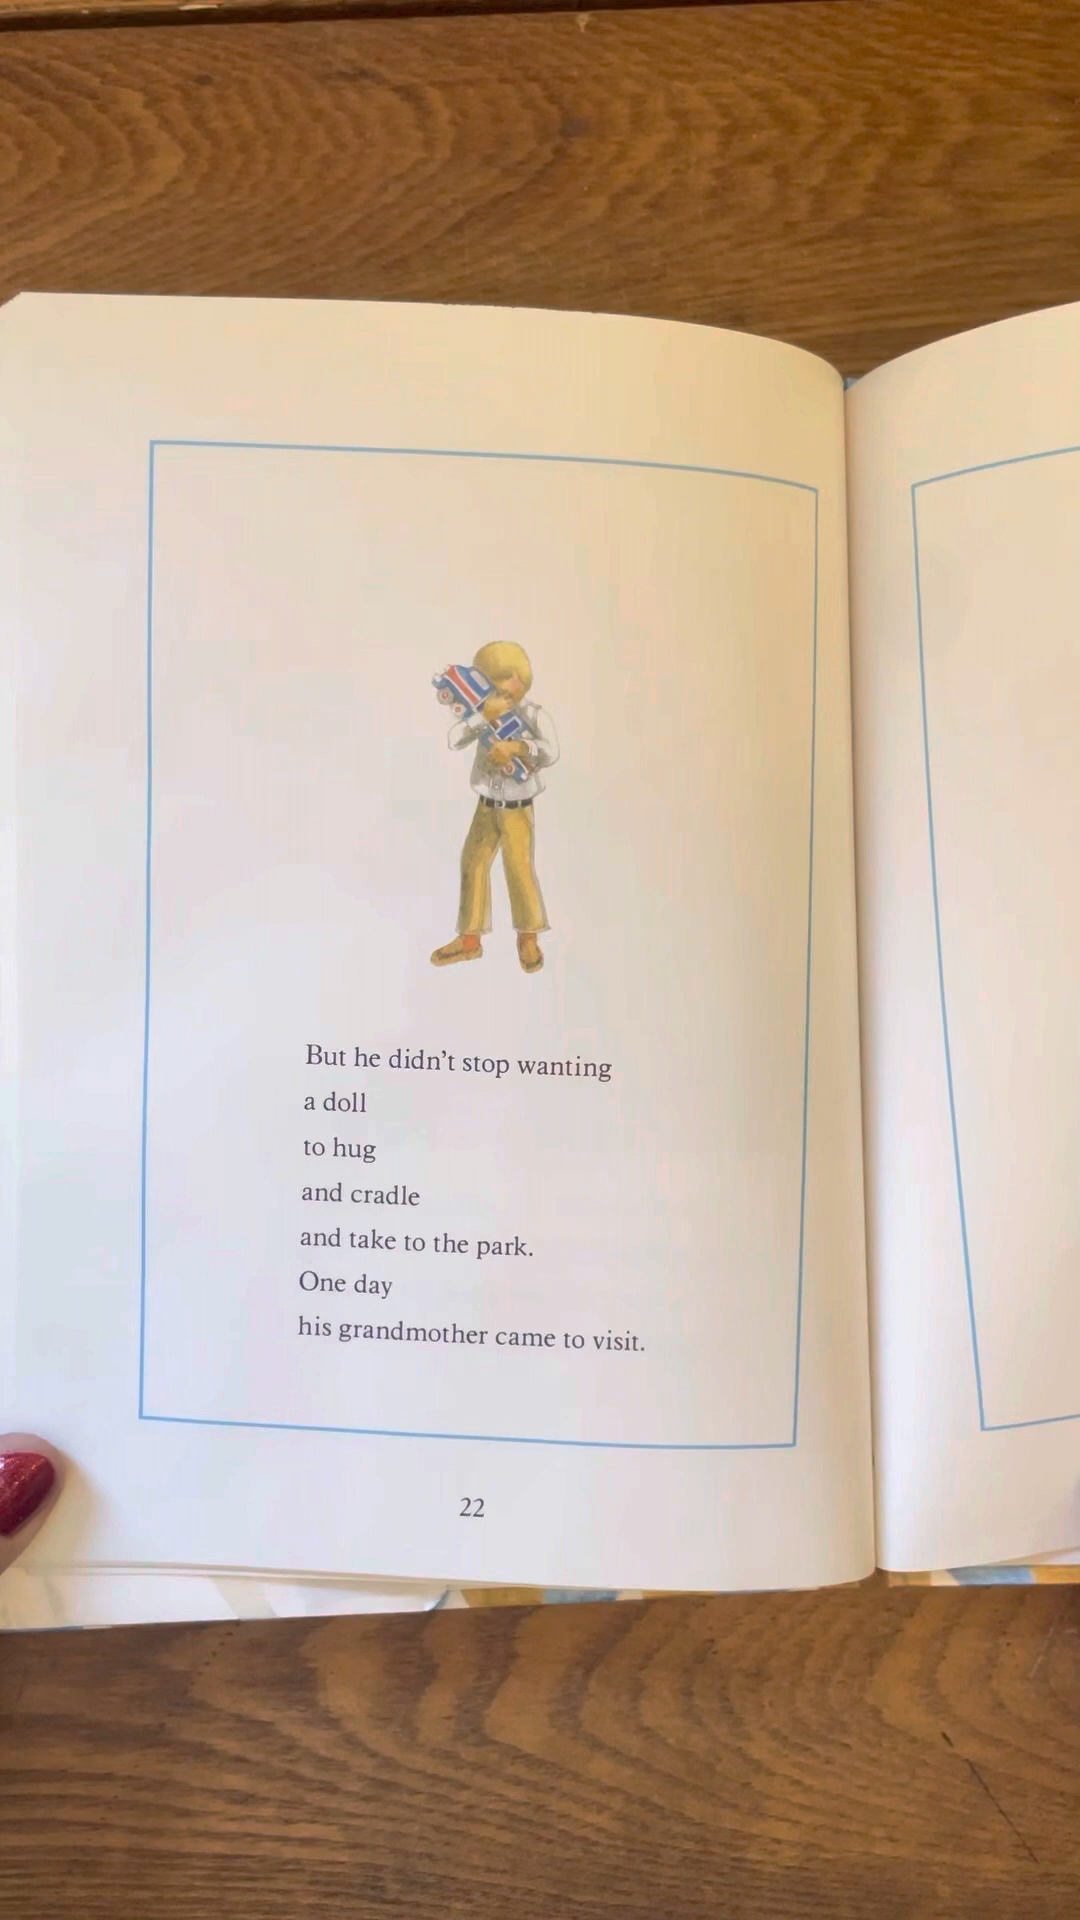 But he didn't stop wanting
a doll
to hug
and cradle
and take to the park.
One day
his grandmother came to visit.
22